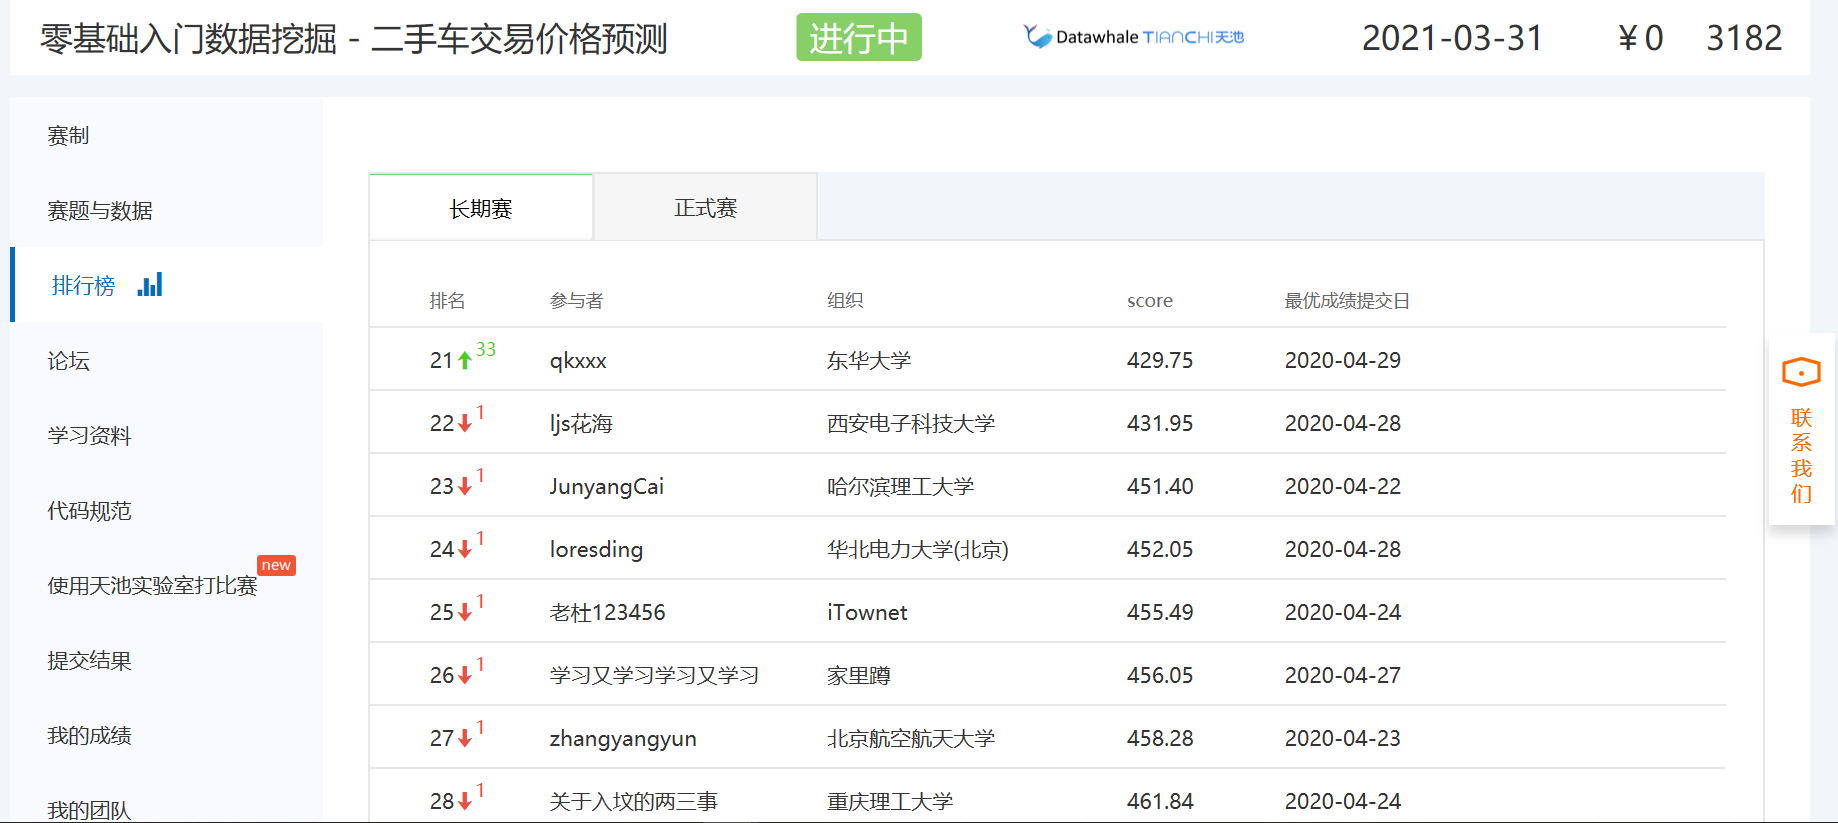 零基础入门数据挖掘 - 二手车交易价格预测 进行中 Datawhale TIANCHI天池 2021-03-31 ￥0 3182
赛制
赛题与数据
排行榜
论坛
学习资料
代码规范
使用天池实验室打比赛 new
提交结果
我的成绩
我的团队
长期赛 正式赛
排名 参与者 组织 score 最优成绩提交日
21 33 qkxxx 东华大学 429.75 2020-04-29
22 1 ljs花海 西安电子科技大学 431.95 2020-04-28
23 1 JunyangCai 哈尔滨理工大学 451.40 2020-04-22
24 1 loresding 华北电力大学(北京) 452.05 2020-04-28
25 1 老杜123456 iTownet 455.49 2020-04-24
26 1 学习又学习学习又学习 家里蹲 456.05 2020-04-27
27 1 zhangyangyun 北京航空航天大学 458.28 2020-04-23
28 1 关于入坟的两三事 重庆理工大学 461.84 2020-04-24
联系我们